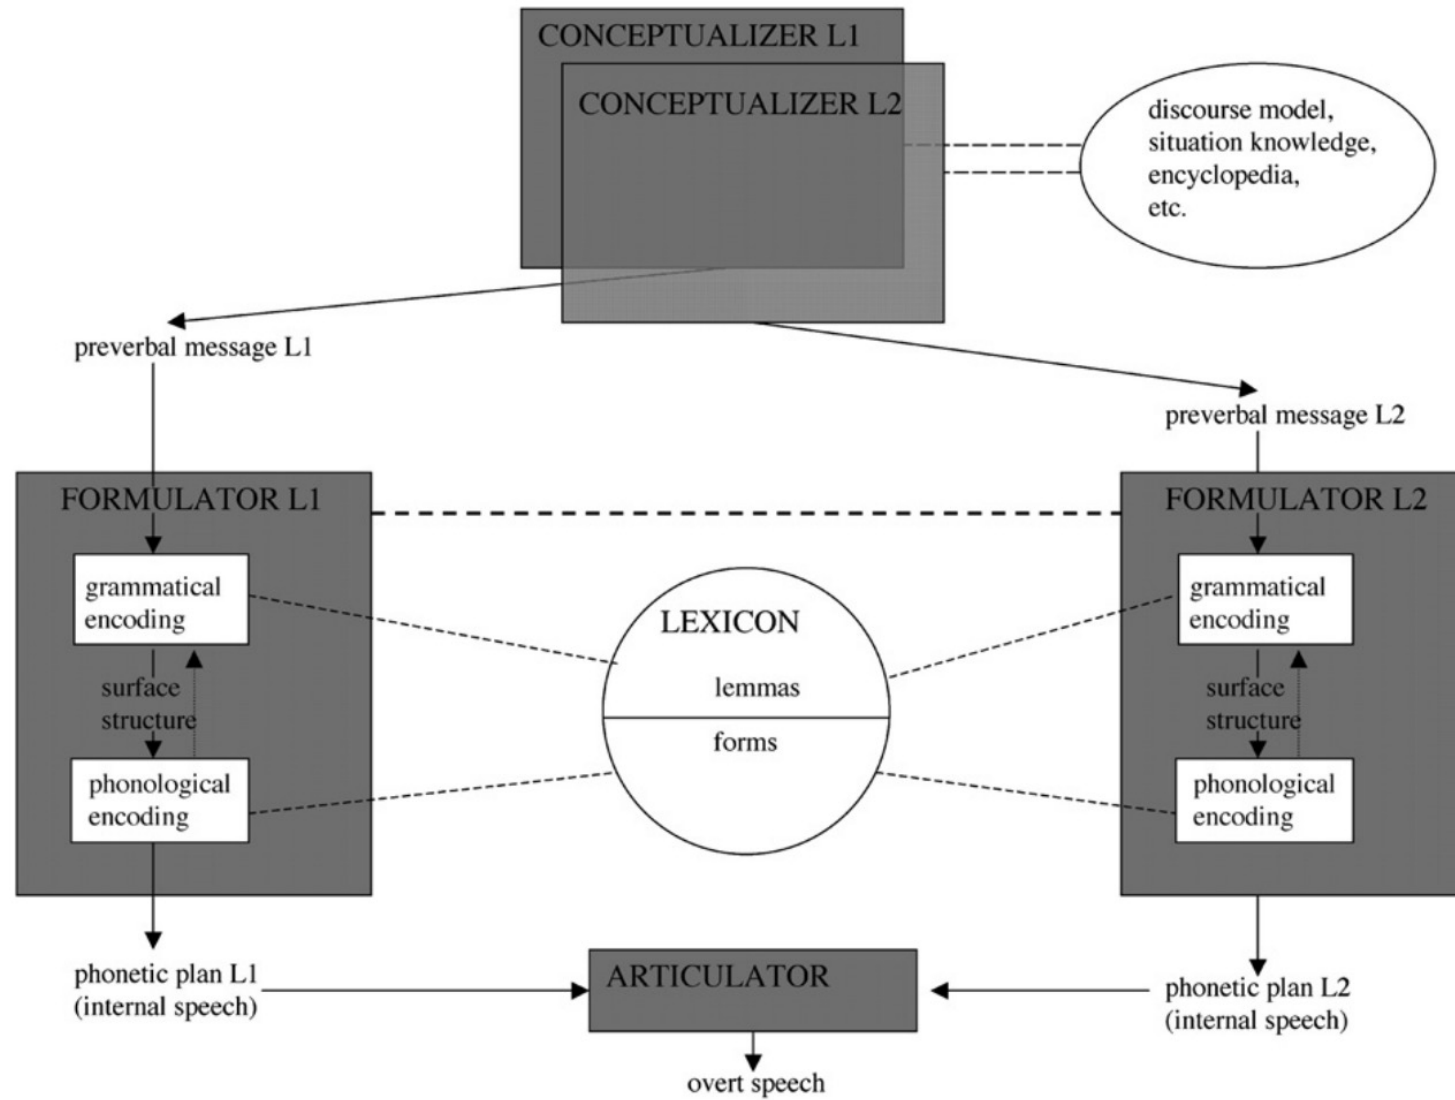 CONCEPTUALIZER L1
CONCEPTUALIZER L2
discourse model,
situation knowledge,
encyclopedia,
etc.
preverbal message L1
preverbal message L2
FORMULATOR L1
grammatical
encoding
surface
structure
phonological
encoding
LEXICON
lemmas
forms
FORMULATOR L2
grammatical
encoding
surface
structure
phonological
encoding
phonetic plan L1
(internal speech)
ARTICULATOR
phonetic plan L2
(internal speech)
overt speech